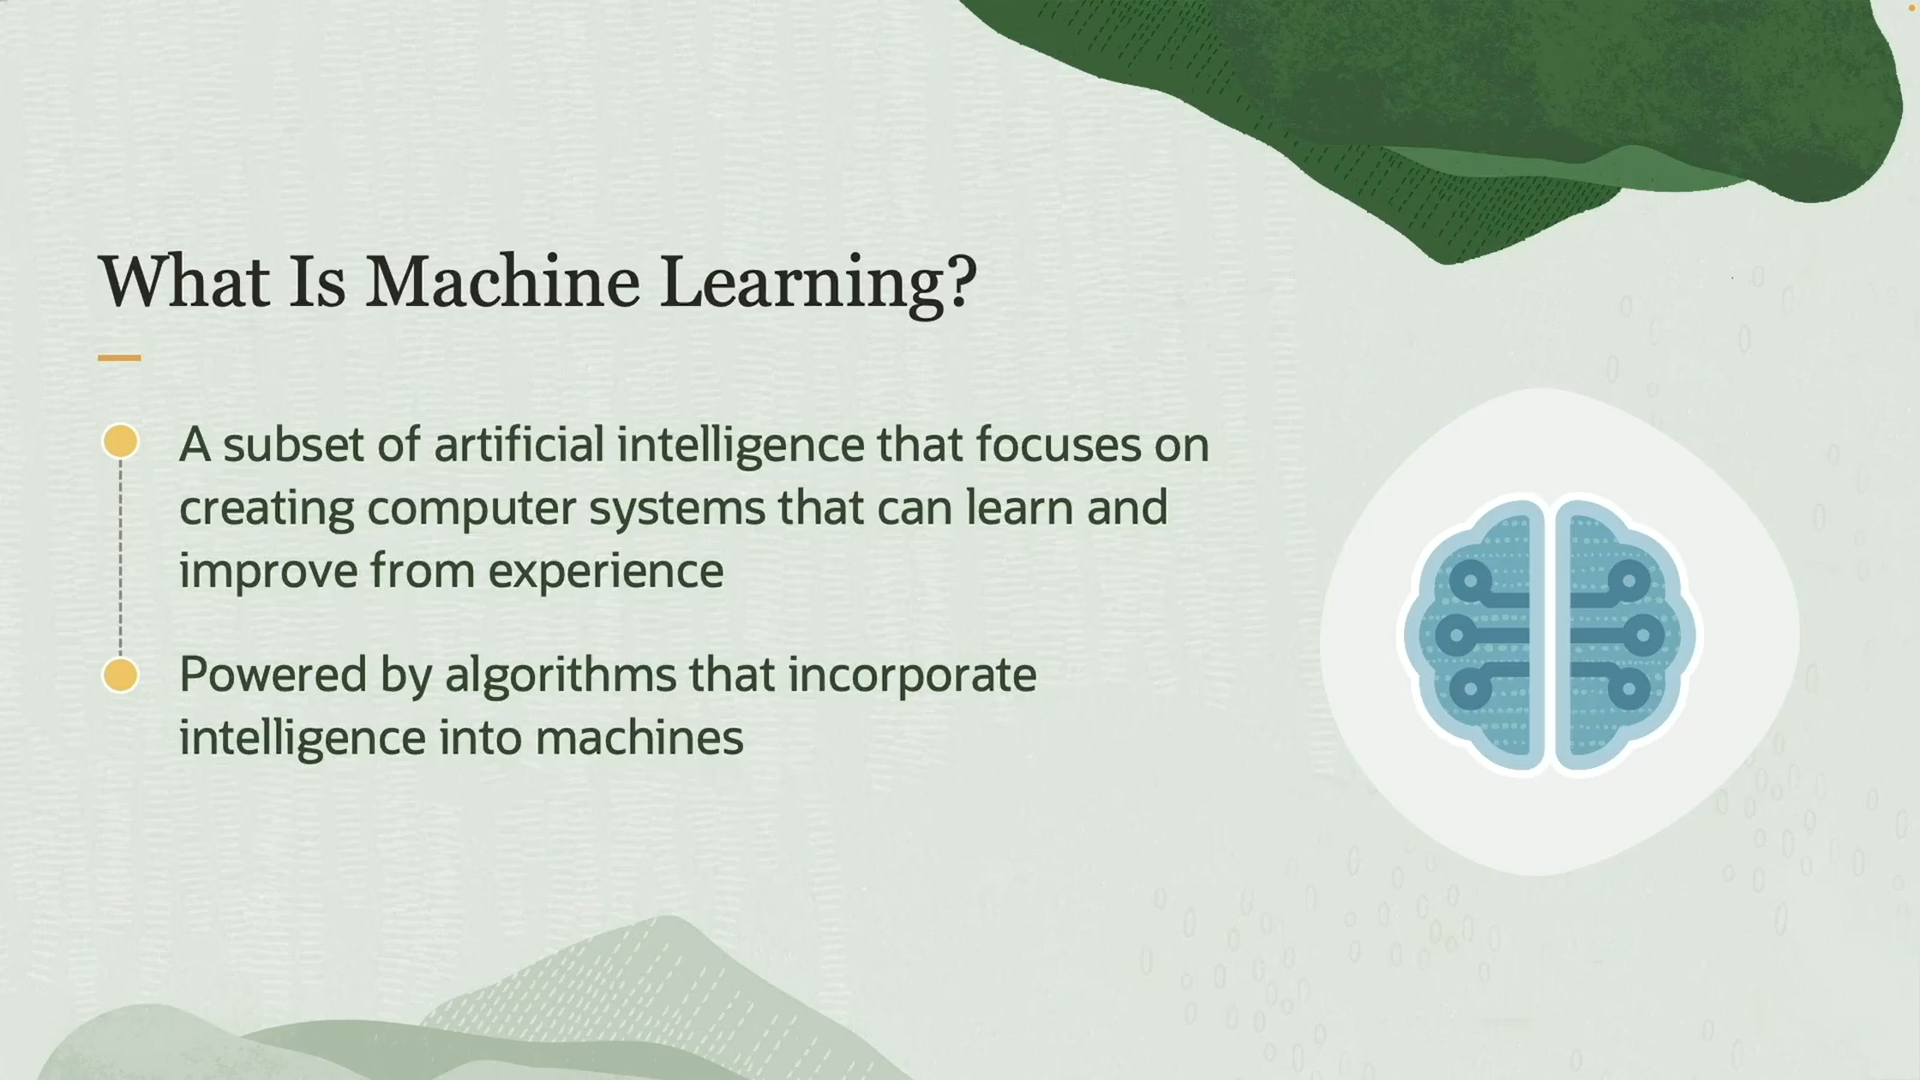 What Is Machine Learning?
A subset of artificial intelligence that focuses on
creating computer systems that can learn and
improve from experience
Powered by algorithms that incorporate
intelligence into machines